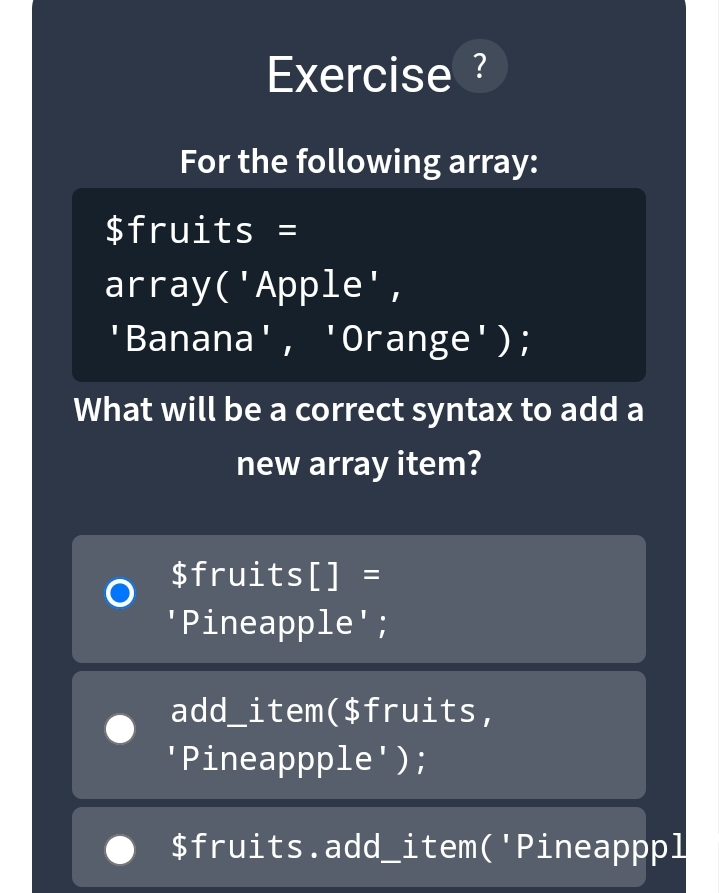 Exercise ?
For the following array:
$fruits =
array('Apple',
'Banana', 'Orange');
What will be a correct syntax to add a
new array item?
$fruits[] =
'Pineapple';
add_item($fruits,
'Pineappple');
$fruits.add_item('Pineapppl